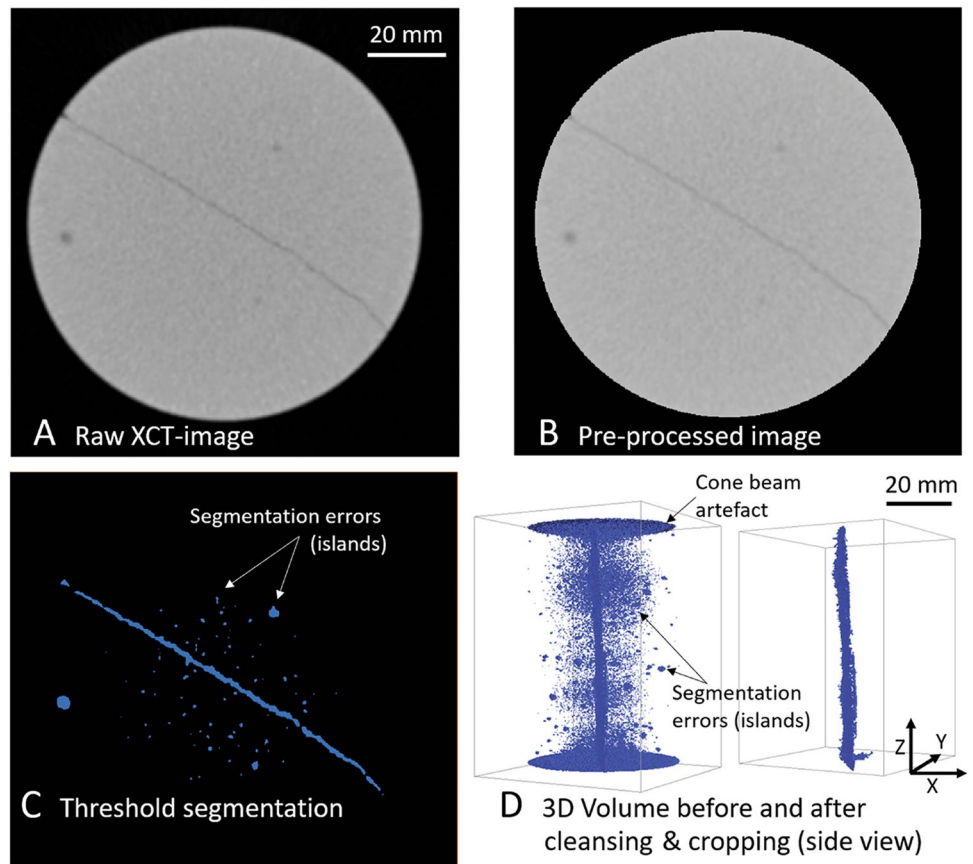 20 mm
A Raw XCT-image
B Pre-processed image
Segmentation errors
(islands)
C Threshold segmentation
Cone beam
artefact
20 mm
Segmentation
errors (islands)
Z
Y
X
D 3D Volume before and after
cleansing & cropping (side view)